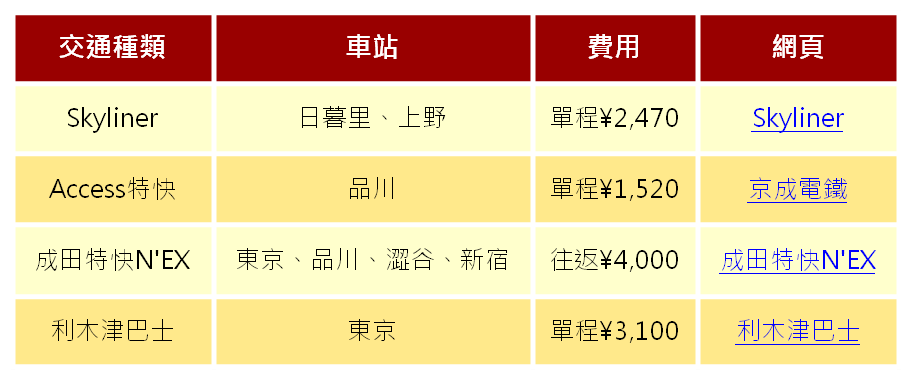 交通種類 車站 費用 網頁
Skyliner 日暮里、上野 單程¥2,470 Skyliner
Access特快 品川 單程¥1,520 京成電鐵
成田特快N'EX 東京、品川、澀谷、新宿 往返¥4,000 成田特快N'EX
利木津巴士 東京 單程¥3,100 利木津巴士